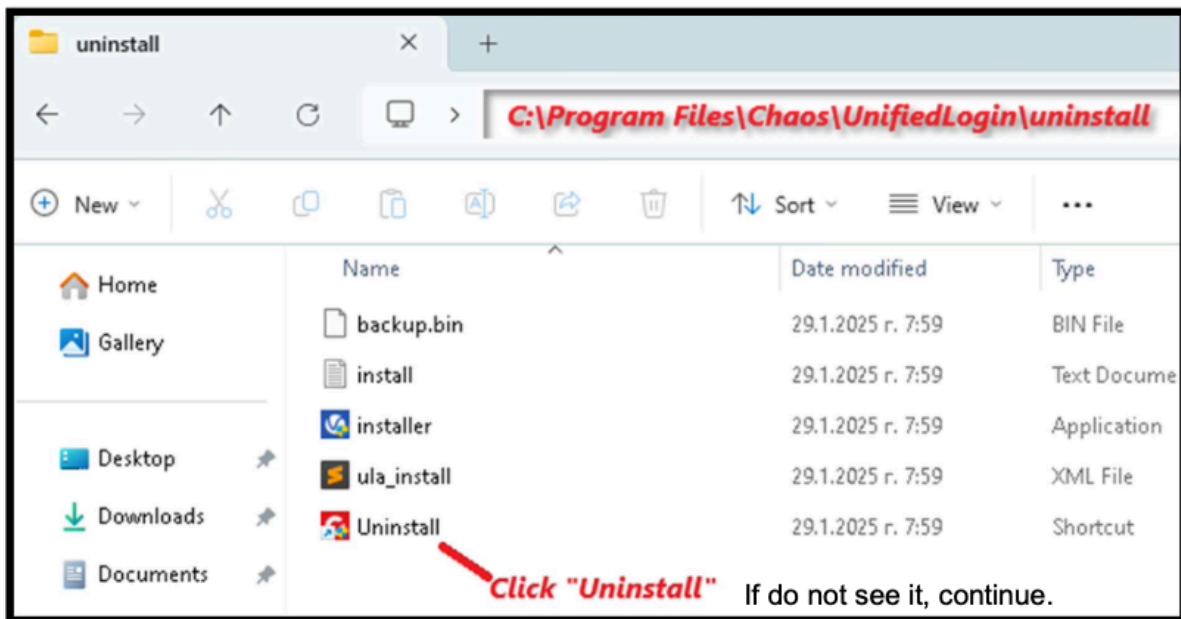 uninstall
C:\Program Files\Chaos\UnifiedLogin\uninstall
New Sort View
Name Date modified Type
Home
Gallery
Desktop
Downloads
Documents
backup.bin 29.1.2025 г. 7:59 BIN File
install 29.1.2025 г. 7:59 Text Docume
installer 29.1.2025 г. 7:59 Application
ula_install 29.1.2025 г. 7:59 XML File
Uninstall 29.1.2025 г. 7:59 Shortcut
Click "Uninstall" If do not see it, continue.